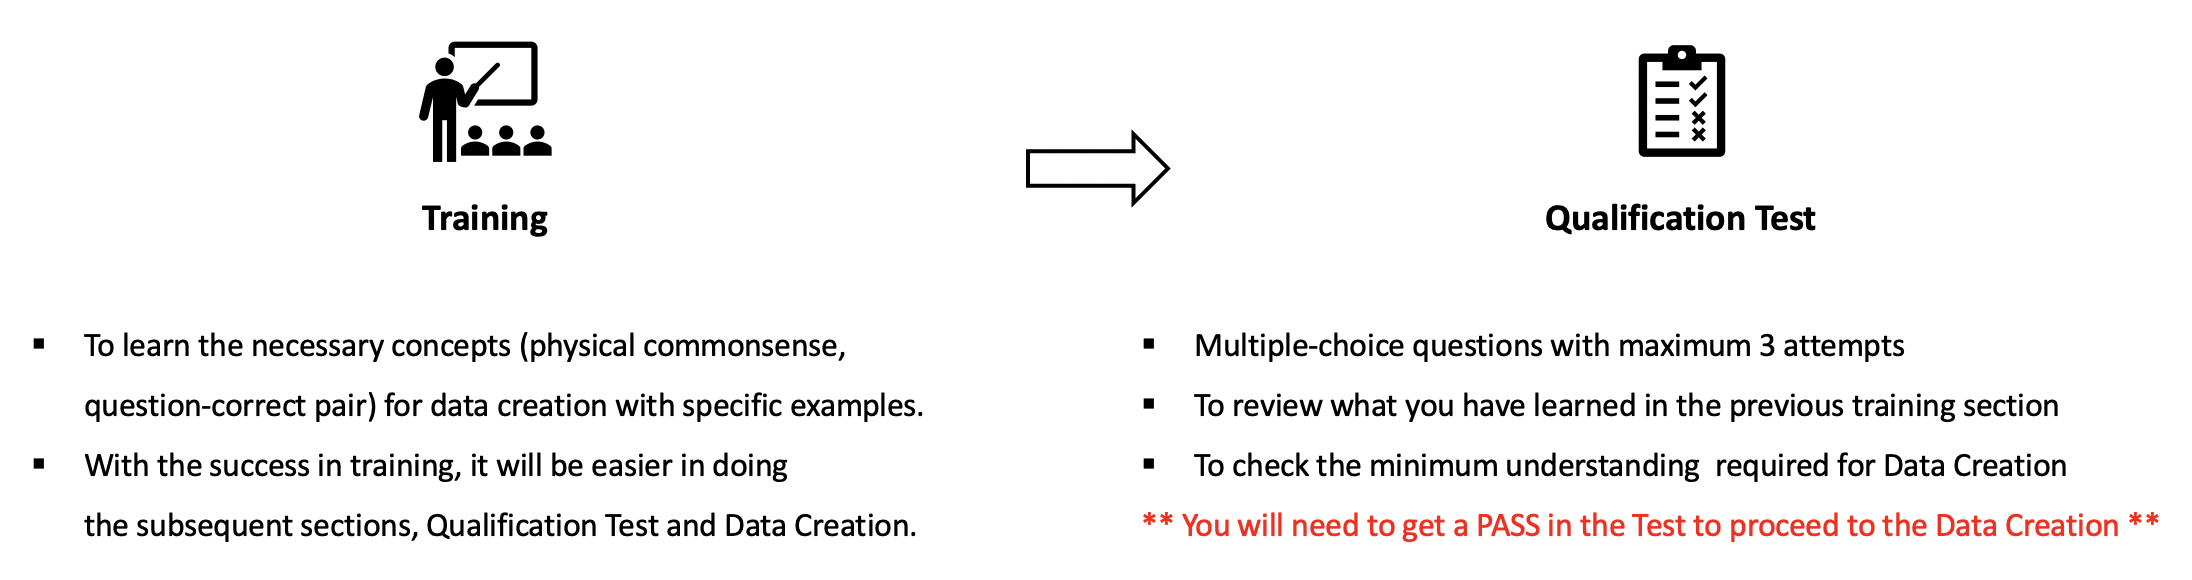 Training
▪ To learn the necessary concepts (physical commonsense,
question-correct pair) for data creation with specific examples.
▪ With the success in training, it will be easier in doing
the subsequent sections, Qualification Test and Data Creation.
Qualification Test
▪ Multiple-choice questions with maximum 3 attempts
▪ To review what you have learned in the previous training section
▪ To check the minimum understanding  required for Data Creation
** You will need to get a PASS in the Test to proceed to the Data Creation **